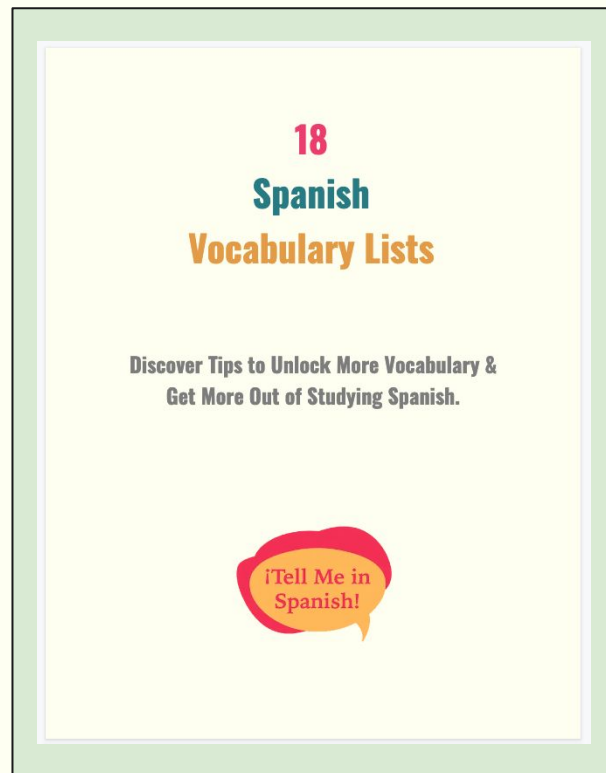 18
Spanish
Vocabulary Lists
Discover Tips to Unlock More Vocabulary &
Get More Out of Studying Spanish.
¡Tell Me in
Spanish!